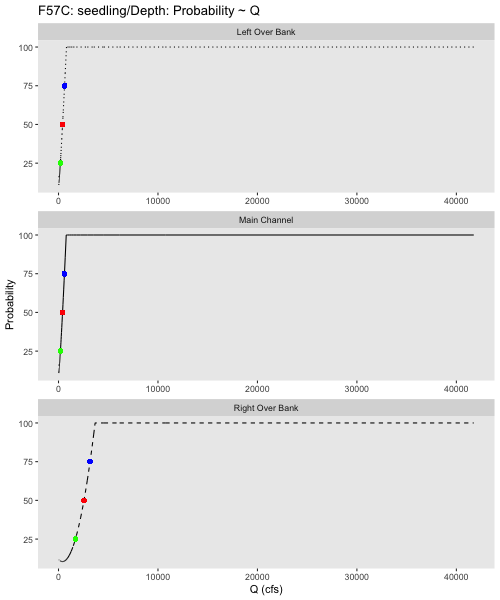 F57C: seedling/Depth: Probability ~ Q
Left Over Bank
100
75
50
25
0 10000 20000 30000 40000
Main Channel
100
75
50
25
0 10000 20000 30000 40000
Probability
Right Over Bank
100
75
50
25
0 10000 20000 30000 40000
Q (cfs)